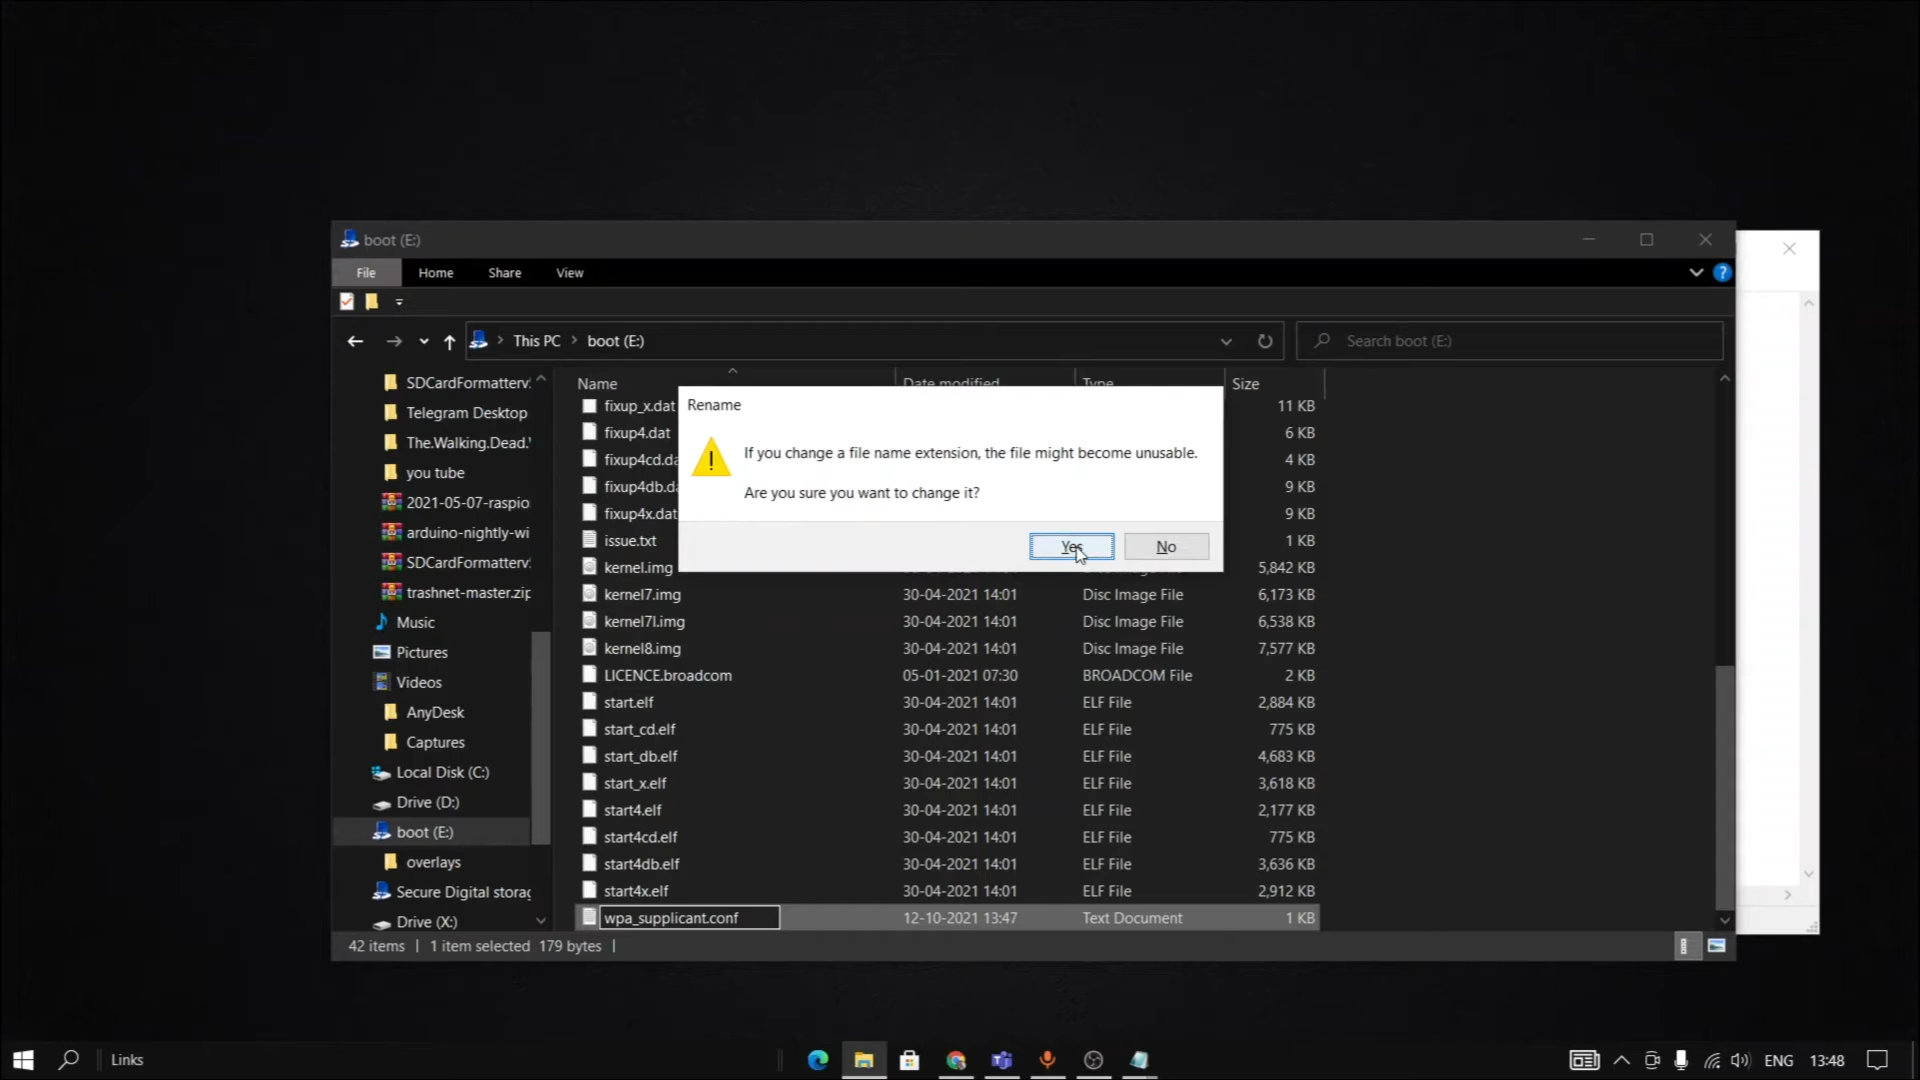 boot (E:)
File Home Share View
This PC boot (E:)
Search boot (E:)
Name Date modified Type Size
SDCardFormatterv
Telegram Desktop
The.Walking.Dead.
you tube
2021-05-07-raspio
arduino-nightly-wi
SDCardFormatterv
trashnet-master.zip
Music
Pictures
Videos
AnyDesk
Captures
Local Disk (C:)
Drive (D:)
boot (E:)
overlays
Secure Digital storag
Drive (X:)
fixup_x.dat 11 KB
fixup4.dat 6 KB
fixup4cd.da 4 KB
fixup4db.da 9 KB
fixup4x.dat 9 KB
issue.txt 1 KB
kernel.img 5,842 KB
kernel7.img 30-04-2021 14:01 Disc Image File 6,173 KB
kernel7l.img 30-04-2021 14:01 Disc Image File 6,538 KB
kernel8.img 30-04-2021 14:01 Disc Image File 7,577 KB
LICENCE.broadcom 05-01-2021 07:30 BROADCOM File 2 KB
start.elf 30-04-2021 14:01 ELF File 2,884 KB
start_cd.elf 30-04-2021 14:01 ELF File 775 KB
start_db.elf 30-04-2021 14:01 ELF File 4,683 KB
start_x.elf 30-04-2021 14:01 ELF File 3,618 KB
start4.elf 30-04-2021 14:01 ELF File 2,177 KB
start4cd.elf 30-04-2021 14:01 ELF File 775 KB
start4db.elf 30-04-2021 14:01 ELF File 3,636 KB
start4x.elf 30-04-2021 14:01 ELF File 2,912 KB
wpa_supplicant.conf 12-10-2021 13:47 Text Document 1 KB
Rename
If you change a file name extension, the file might become unusable.
Are you sure you want to change it?
Yes No
42 items 1 item selected 179 bytes
Links ENG 13:48